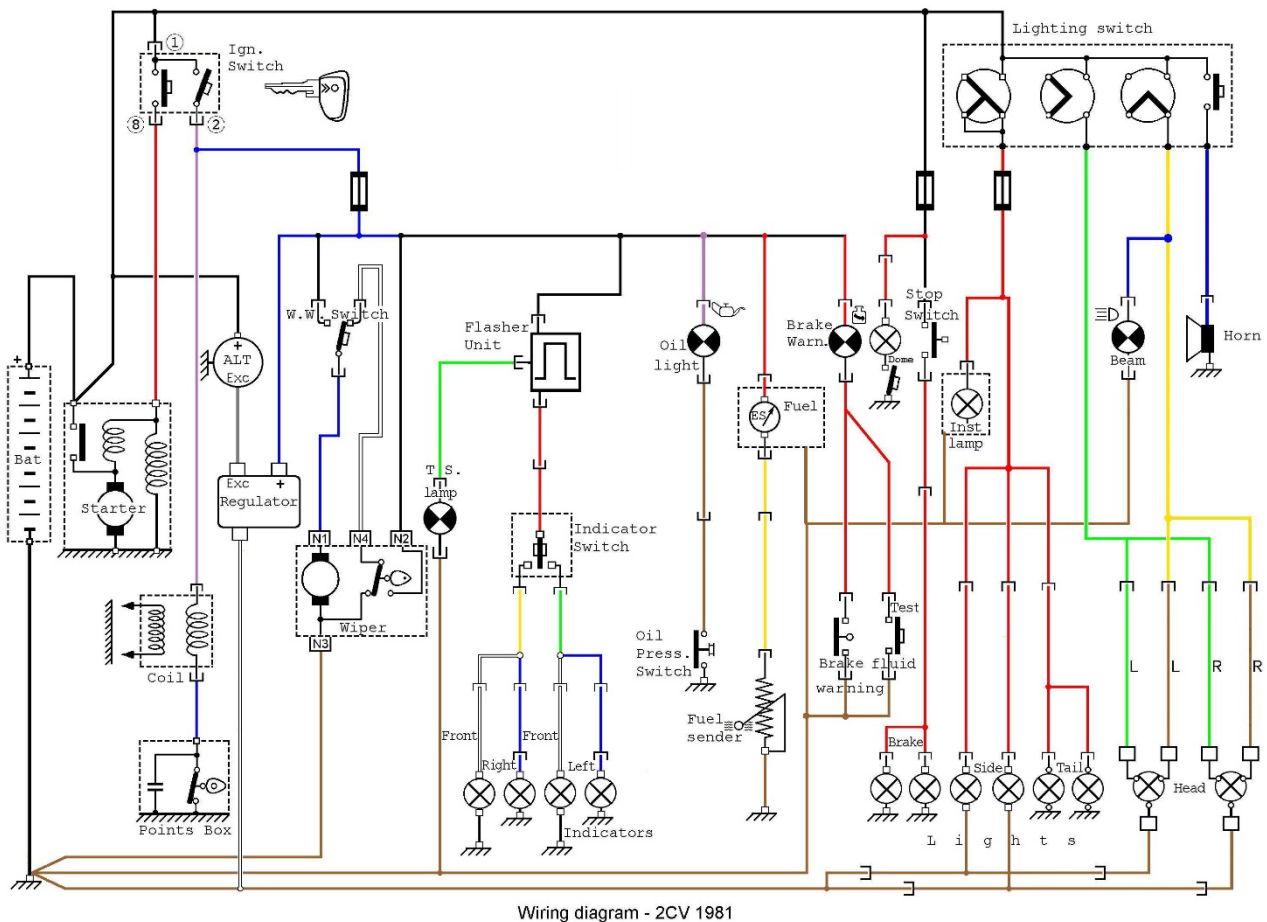 Lighting switch
1
Ign.
Switch
8
2
W.W. Switch
Flasher
Unit
Oil
light
Brake
Warn.
Stop
Switch
Dome
Beam
Horn
+
ALT
Exc
+
Bat
Starter
Exc
+
Regulator
T S.
lamp
ES
Fuel
Inst
lamp
N1
N4
N2
Indicator
Switch
Wiper
N3
Coil
Oil
Press.
Switch
Test
Brake fluid
warning
L
L
R
R
Fuel
sender
Front
Front
Right
Left
Brake
Side
Tail
Head
Points Box
Indicators
Lights
Wiring diagram - 2CV 1981